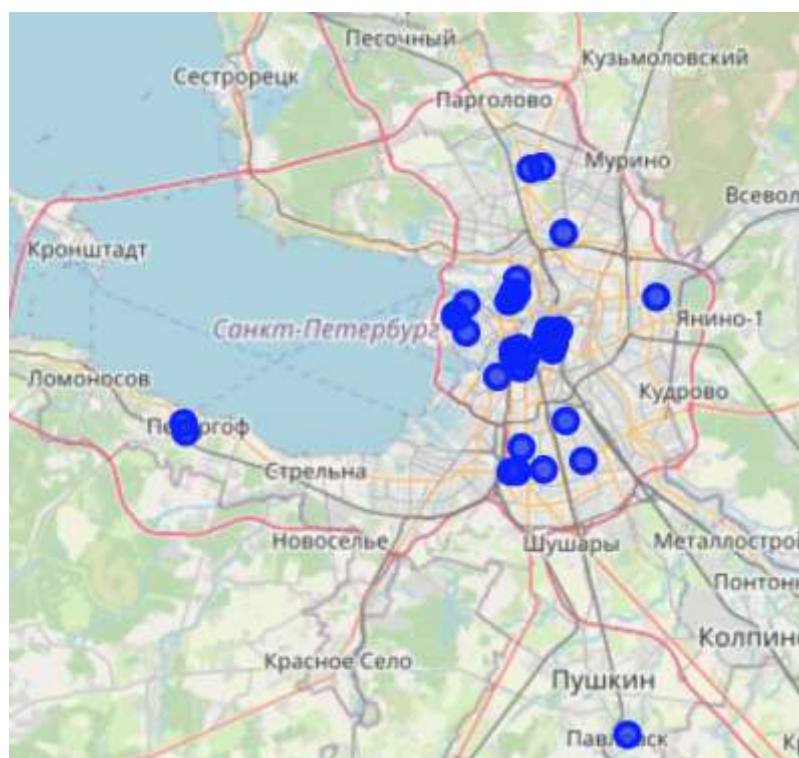 Песочный
Сестрорецк
Кузьмоловский
Парголово
Мурино
Всевол
Кронштадт
Санкт-Петербург
Янино-1
Ломоносов
Кудрово
Стрельна
Новоселье
Шушары
Металлострой
Понтонн
Колпино
Красное Село
Пушкин